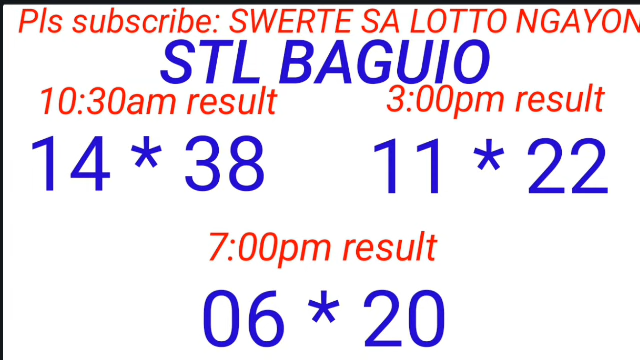 Pls subscribe: SWERTE SA LOTTO NGAYON
STL BAGUIO
10:30am result 3:00pm result
14 * 38 11 * 22
7:00pm result
06 * 20